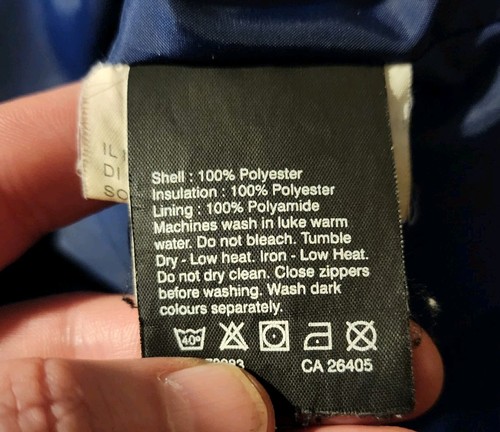 Shell : 100% Polyester
Insulation : 100% Polyester
Lining : 100% Polyamide
Machines wash in luke warm
water. Do not bleach. Tumble
Dry - Low heat. Iron - Low Heat.
Do not dry clean. Close zippers
before washing. Wash dark
colours separately.
40°
CA 26405